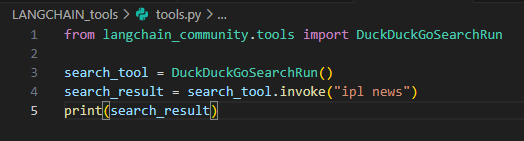 LANGCHAIN_tools > tools.py > ...
1 from langchain_community.tools import DuckDuckGoSearchRun
2
3 search_tool = DuckDuckGoSearchRun()
4 search_result = search_tool.invoke("ipl news")
5 print(search_result)